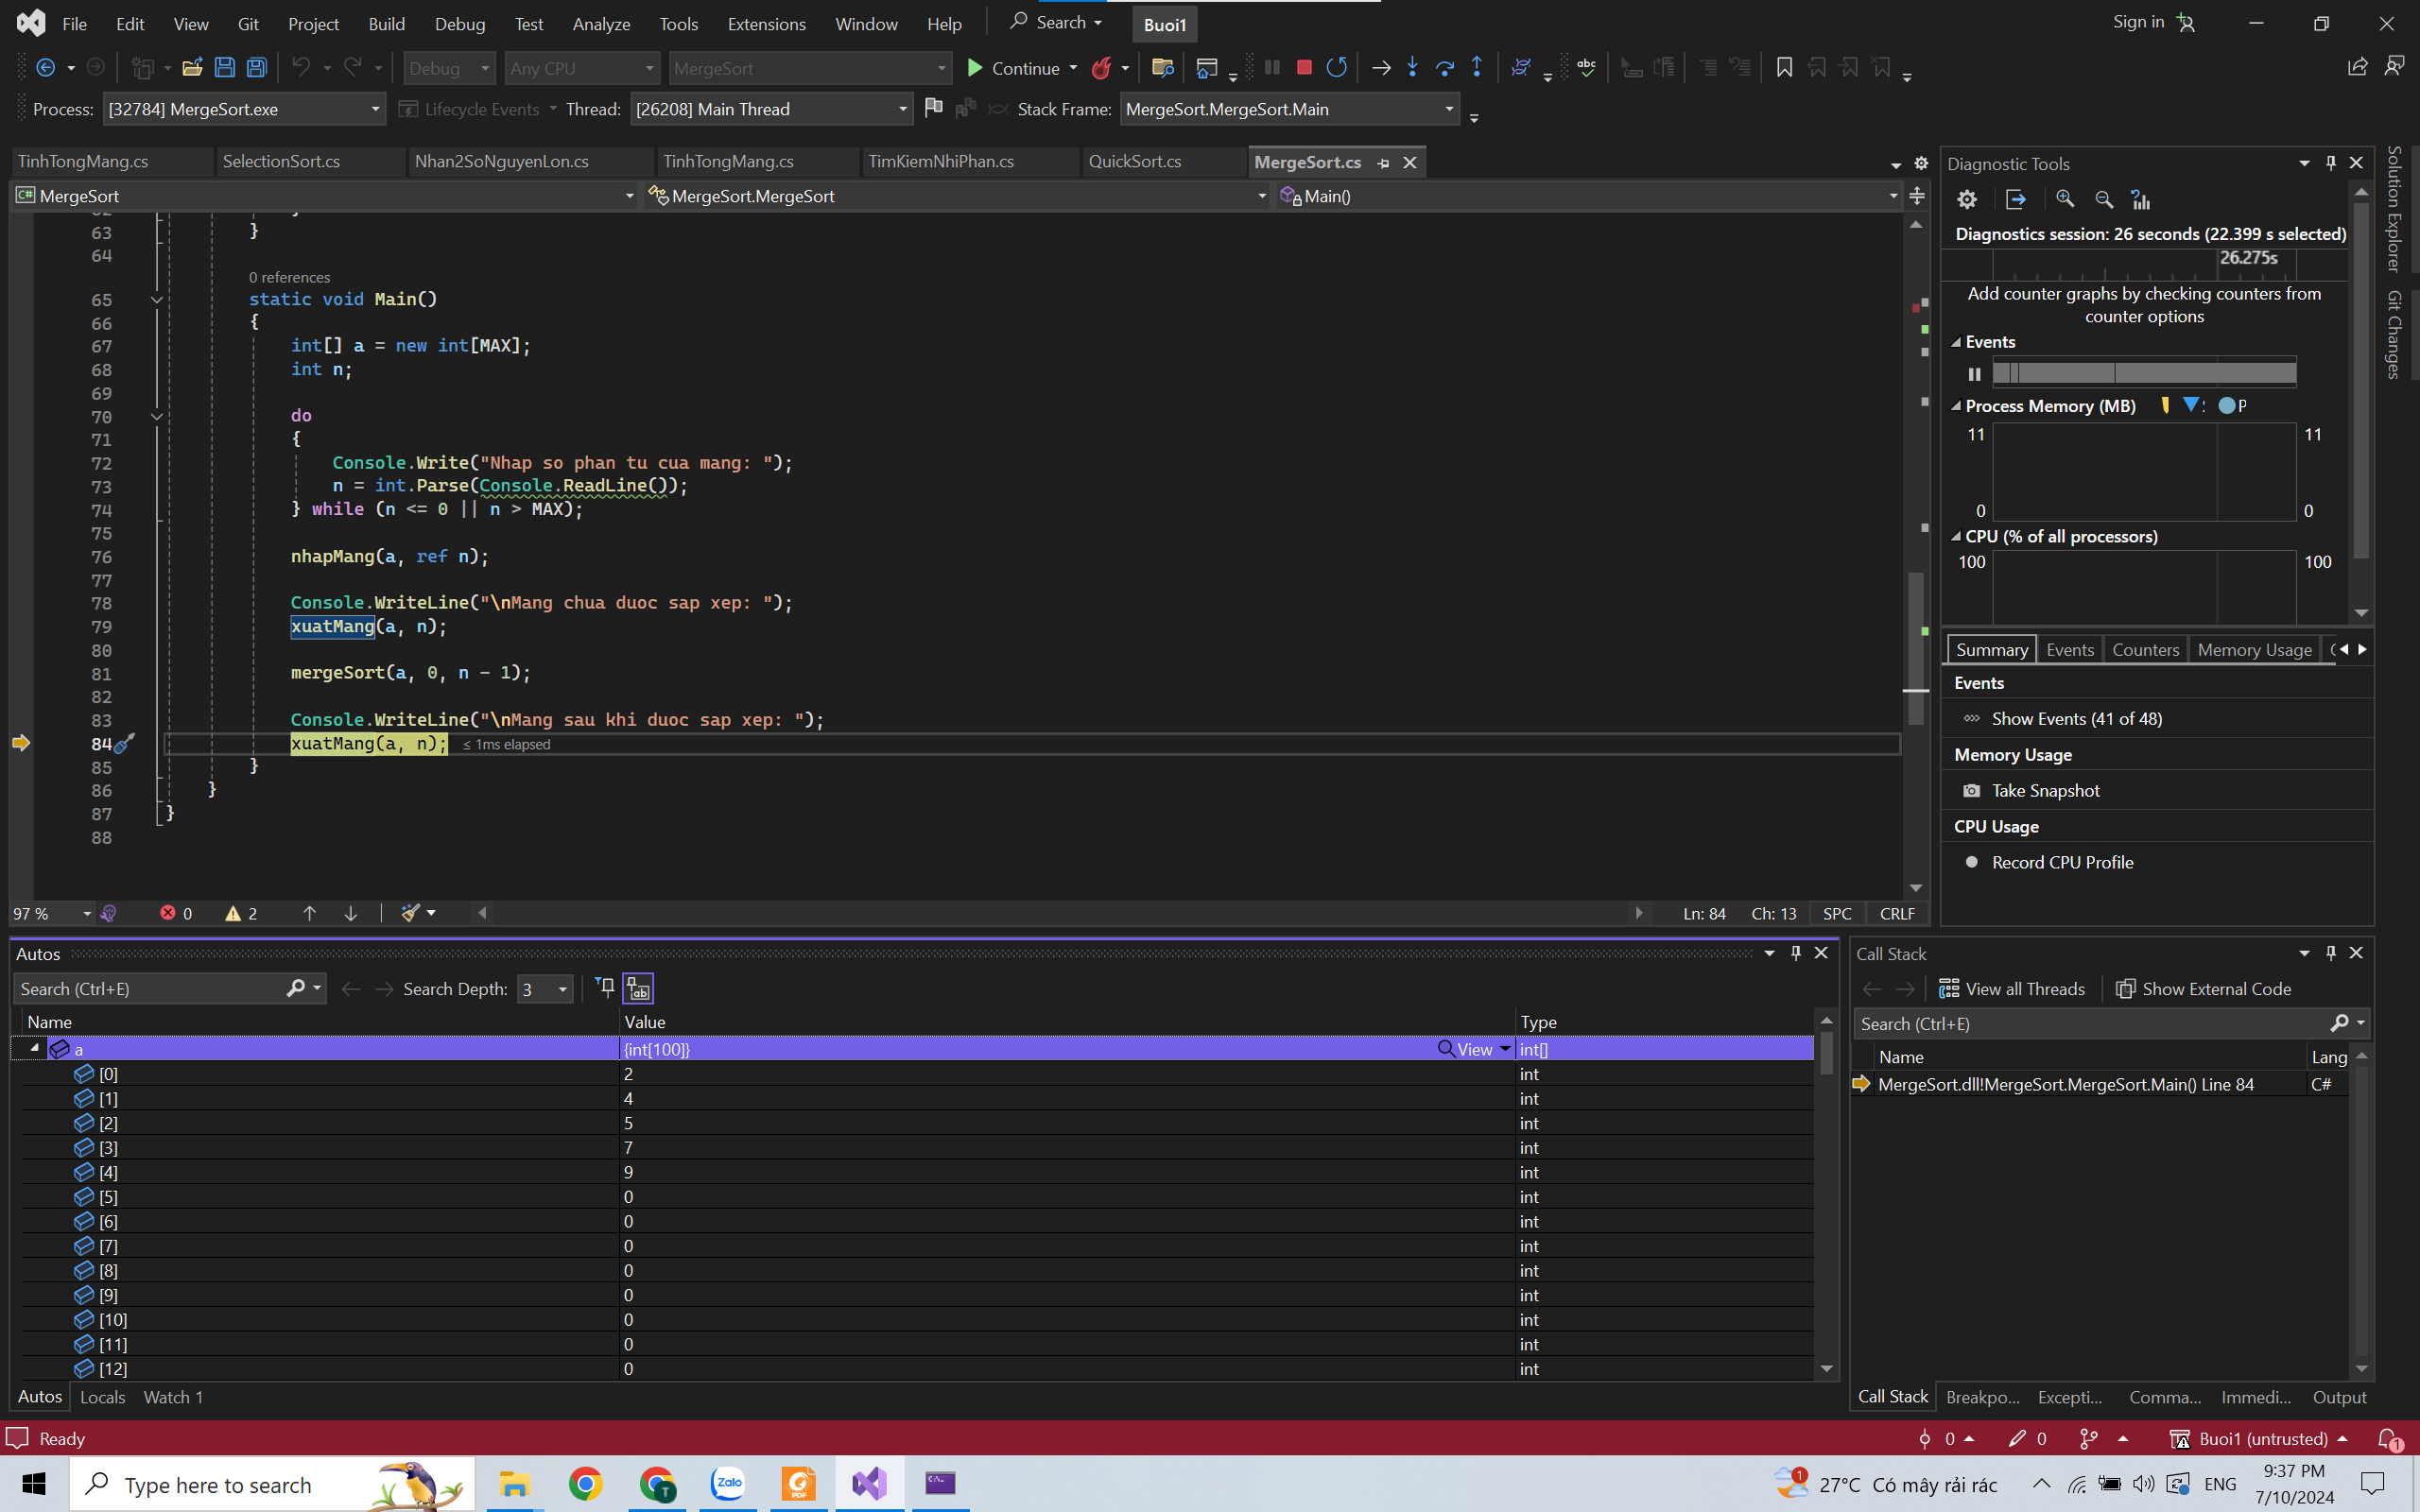 File Edit View Git Project Build Debug Test Analyze Tools Extensions Window Help Search Buoi1 Sign in
Debug Any CPU MergeSort Continue
Process: [32784] MergeSort.exe Lifecycle Events Thread: [26208] Main Thread Stack Frame: MergeSort.MergeSort.Main
TinhTongMang.cs SelectionSort.cs Nhan2SoNguyenLon.cs TinhTongMang.cs TimKiemNhiPhan.cs QuickSort.cs MergeSort.cs
C# MergeSort MergeSort.MergeSort Main()
63 }
64
0 references
65 static void Main()
66 {
67 int[] a = new int[MAX];
68 int n;
69
70 do
71 {
72 Console.Write("Nhap so phan tu cua mang: ");
73 n = int.Parse(Console.ReadLine());
74 } while (n <= 0 || n > MAX);
75
76 nhapMang(a, ref n);
77
78 Console.WriteLine("\nMang chua duoc sap xep: ");
79 xuatMang(a, n);
80
81 mergeSort(a, 0, n - 1);
82
83 Console.WriteLine("\nMang sau khi duoc sap xep: ");
84 xuatMang(a, n); ≤ 1ms elapsed
85 }
86 }
87 }
88
97 % 0 2 Ln: 84 Ch: 13 SPC CRLF
Diagnostic Tools
Diagnostics session: 26 seconds (22.399 s selected)
26.275s
Add counter graphs by checking counters from
counter options
Events
Process Memory (MB) P
11 11
0 0
CPU (% of all processors)
100 100
Summary Events Counters Memory Usage
Events
Show Events (41 of 48)
Memory Usage
Take Snapshot
CPU Usage
Record CPU Profile
Solution Explorer
Git Changes
Autos
Search (Ctrl+E) Search Depth: 3
Name Value Type
a {int[100]} View int[]
[0] 2 int
[1] 4 int
[2] 5 int
[3] 7 int
[4] 9 int
[5] 0 int
[6] 0 int
[7] 0 int
[8] 0 int
[9] 0 int
[10] 0 int
[11] 0 int
[12] 0 int
Autos Locals Watch 1
Call Stack
View all Threads Show External Code
Search (Ctrl+E)
Name Lang
MergeSort.dll!MergeSort.MergeSort.Main() Line 84 C#
Call Stack Breakpo... Excepti... Comma... Immedi... Output
Ready 0 0 Buoi1 (untrusted) 1
Type here to search Zalo T PDF 1 27°C Có mây rải rác ENG 9:37 PM
7/10/2024